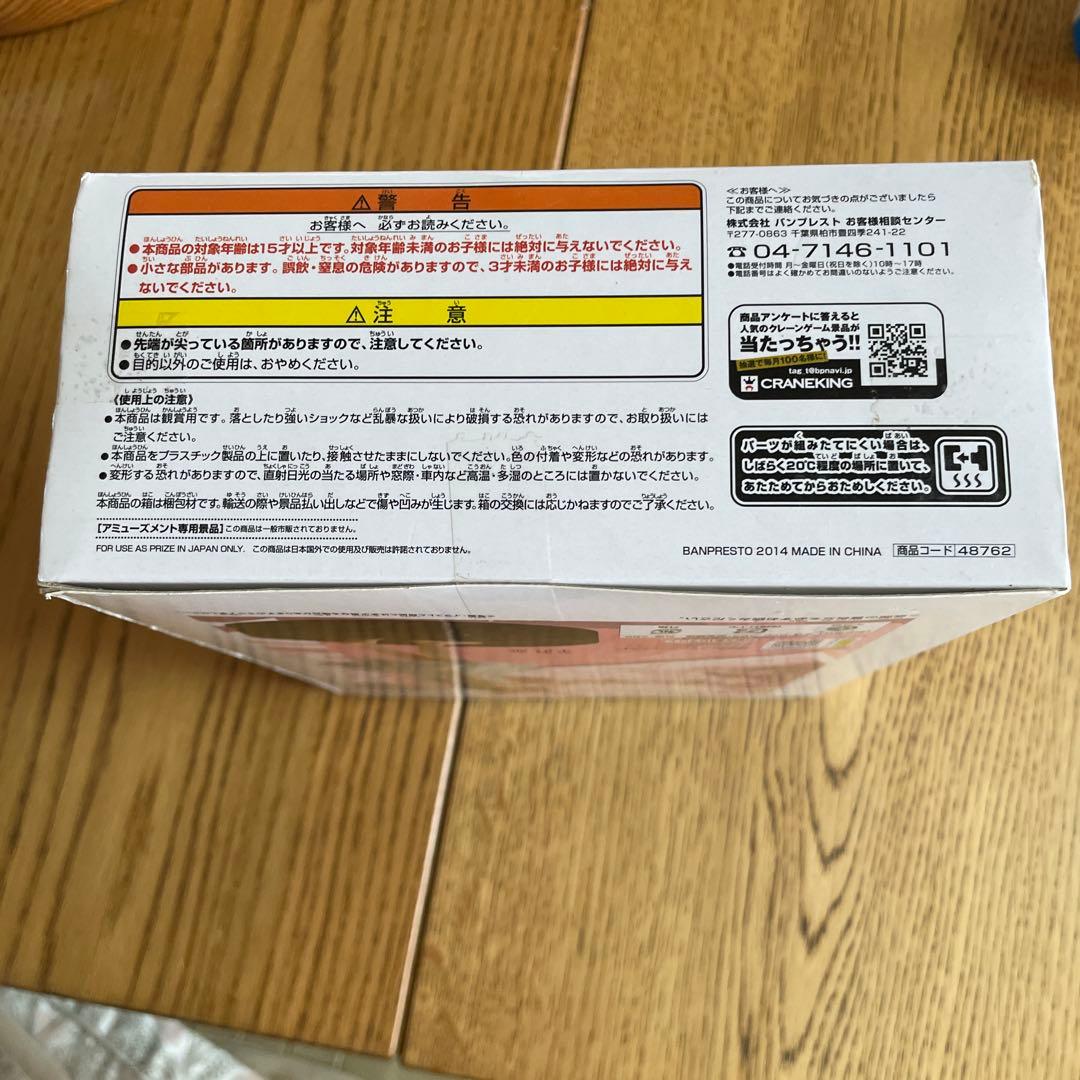 ⚠警告
お客様へ 必ずお読みください。
●本商品の対象年齢は15才以上です。対象年齢未満のお子様には絶対に与えないでください。
●小さな部品があります。誤飲・窒息の危険がありますので、3才未満のお子様には絶対に与え
ないでください。
⚠注意
●先端が尖っている箇所がありますので、注意してください。
●目的以外のご使用は、おやめください。
《使用上の注意》
●本商品は観賞用です。落としたり強いショックなど乱暴な扱いにより破損する恐れがありますので、お取り扱いには
ご注意ください。
●本商品をプラスチック製品の上に置いたり、接触させたままにしないでください。色の付着や変形などの恐れがあります。
●変形する恐れがありますので、直射日光の当たる場所や窓際・車内など高温・多湿のところには置かないでください。
本商品の箱は梱包材です。輸送の際や景品払い出しなどで傷や凹みが生じます。箱の交換には応じかねますのでご了承ください。
[アミューズメント専用景品] この商品は一般市販されておりません。
FOR USE AS PRIZE IN JAPAN ONLY. この商品は日本国外での使用及び販売は許諾されておりません。
≪お客様へ≫
この商品についてお気づきの点がございましたら
下記までご連絡ください。
株式会社 バンプレスト お客様相談センター
〒277-0863 千葉県柏市豊四季241-22
☎04-7146-1101
●電話受付時間 月〜金曜日(祝日を除く)10時〜17時
●電話番号はよく確かめてお間違いのないようご注意ください。
商品アンケートに答えると
人気のクレーンゲーム景品が
当たっちゃう!!
抽選で毎月100名様に!
tag_t@bpnavi.jp
CRANEKING
パーツが組みたてにくい場合は、
しばらく20℃程度の場所に置いて、
あたためてからおためしください。
BANPRESTO 2014 MADE IN CHINA 商品コード 48762